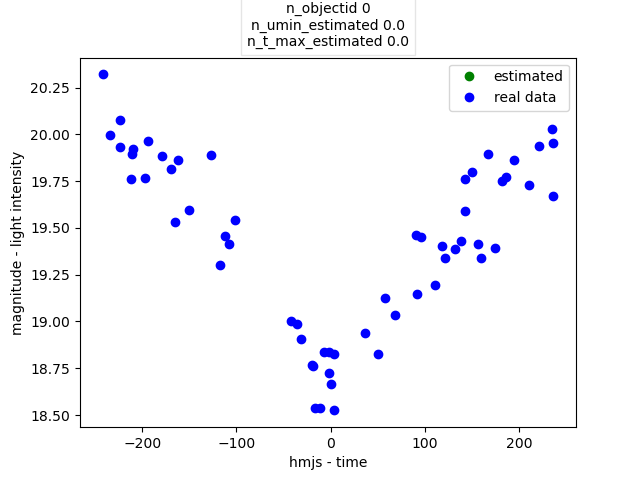 n_objectid 0
n_umin_estimated 0.0
n_t_max_estimated 0.0
estimated
real data
20.25
20.00
19.75
19.50
19.25
19.00
18.75
18.50
magnitude - light intensity
−200
−100
0
100
200
hmjs - time